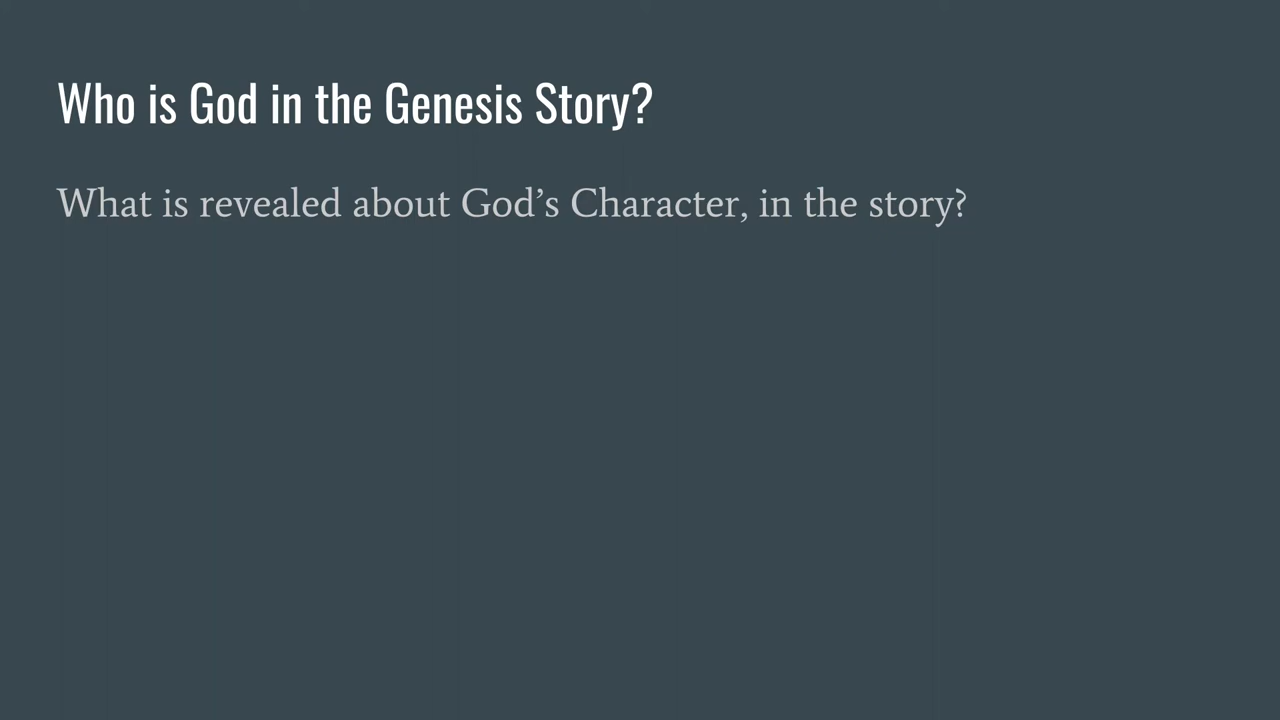 Who is God in the Genesis Story?
What is revealed about God’s Character, in the story?